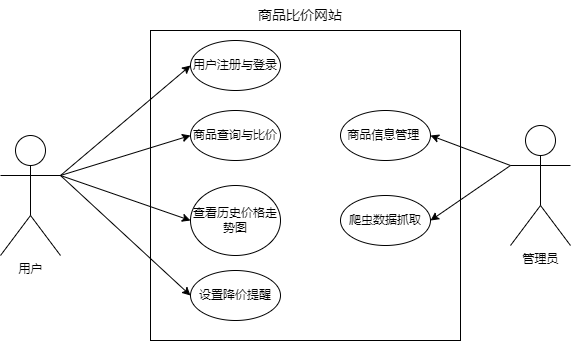 商品比价网站
用户注册与登录
商品查询与比价
商品信息管理
查看历史价格走
势图
爬虫数据抓取
设置降价提醒
用户
管理员